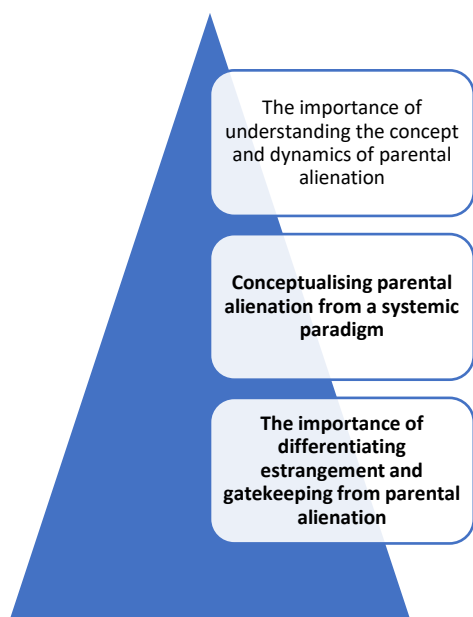 The importance of
understanding the concept
and dynamics of parental
alienation
Conceptualising parental
alienation from a systemic
paradigm
The importance of
differentiating
estrangement and
gatekeeping from parental
alienation